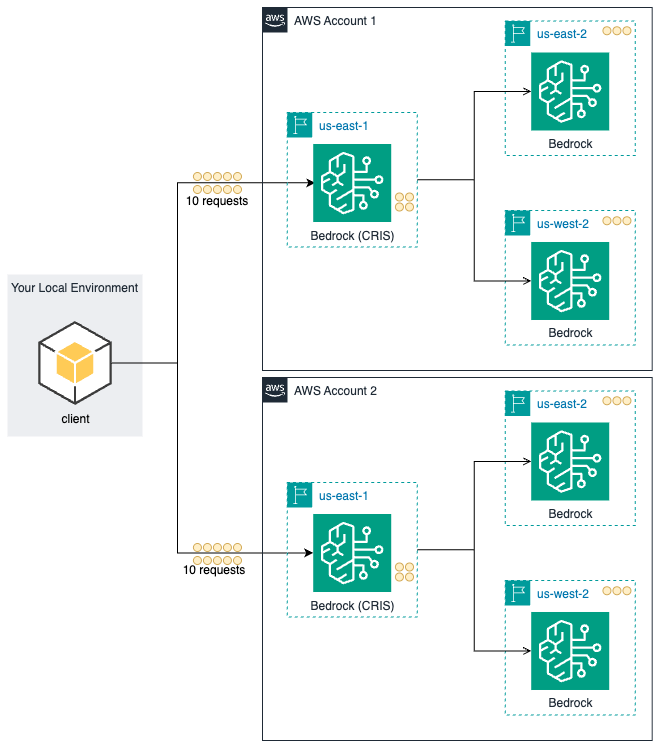 aws
AWS Account 1
us-east-2
Bedrock
us-east-1
Bedrock (CRIS)
10 requests
us-west-2
Bedrock
Your Local Environment
client
aws
AWS Account 2
us-east-2
Bedrock
us-east-1
Bedrock (CRIS)
10 requests
us-west-2
Bedrock